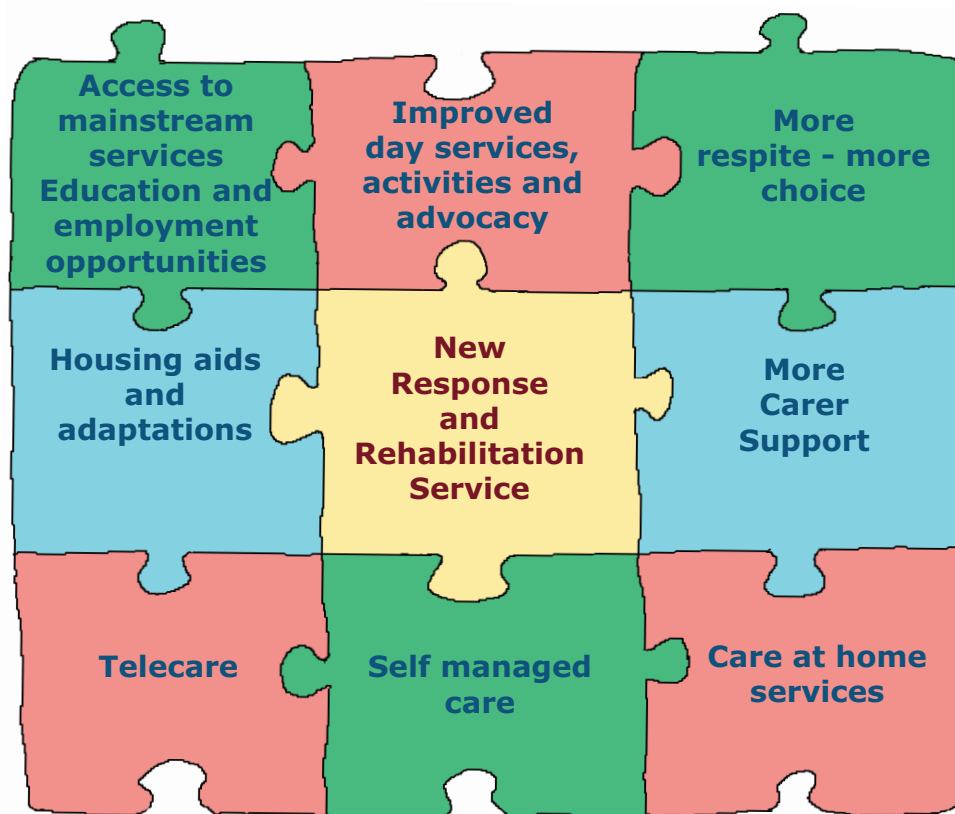 Access to
mainstream
services
Education and
employment
opportunities
Improved
day services,
activities and
advocacy
More
respite - more
choice
Housing aids
and
adaptations
New
Response
and
Rehabilitation
Service
More
Carer
Support
Telecare
Self managed
care
Care at home
services